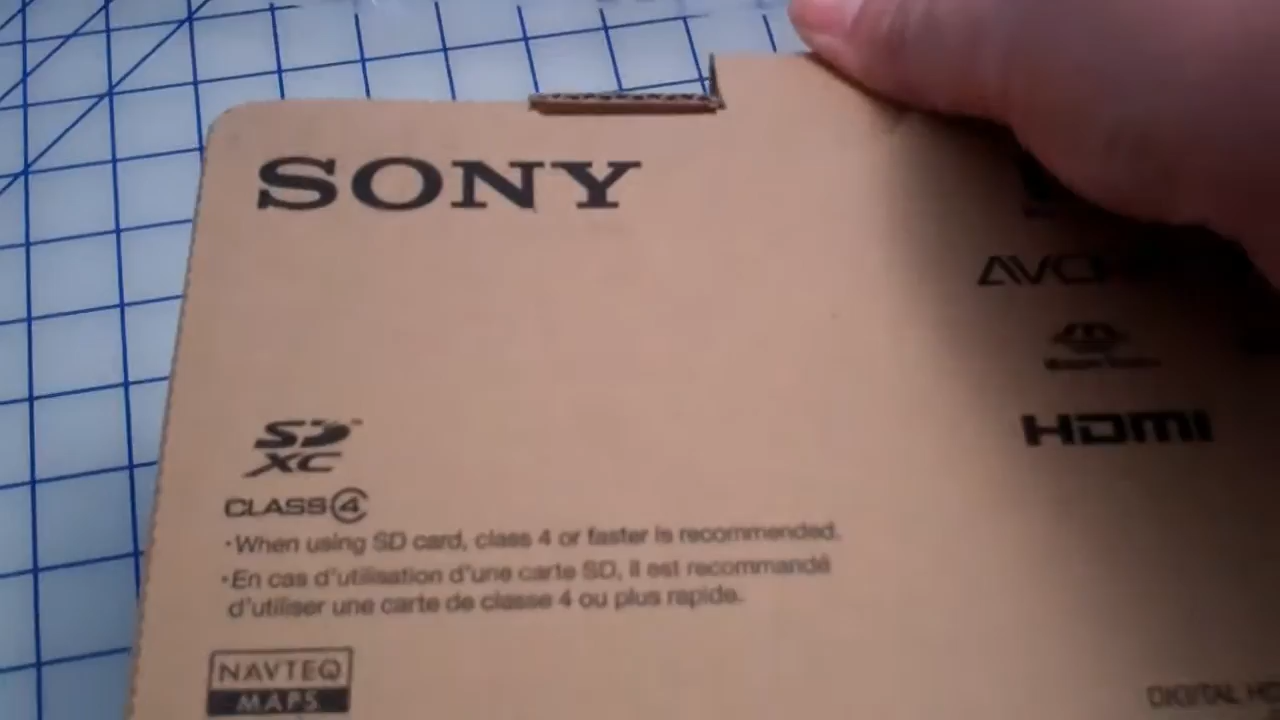 SONY
HDMI
SD
XC
CLASS 4
·When using SD card, class 4 or faster is recommended.
·En cas d'utilisation d'une carte SD, il est recommandé
d'utiliser une carte de classe 4 ou plus rapide.
NAVTEQ
MAPS
DIGITAL